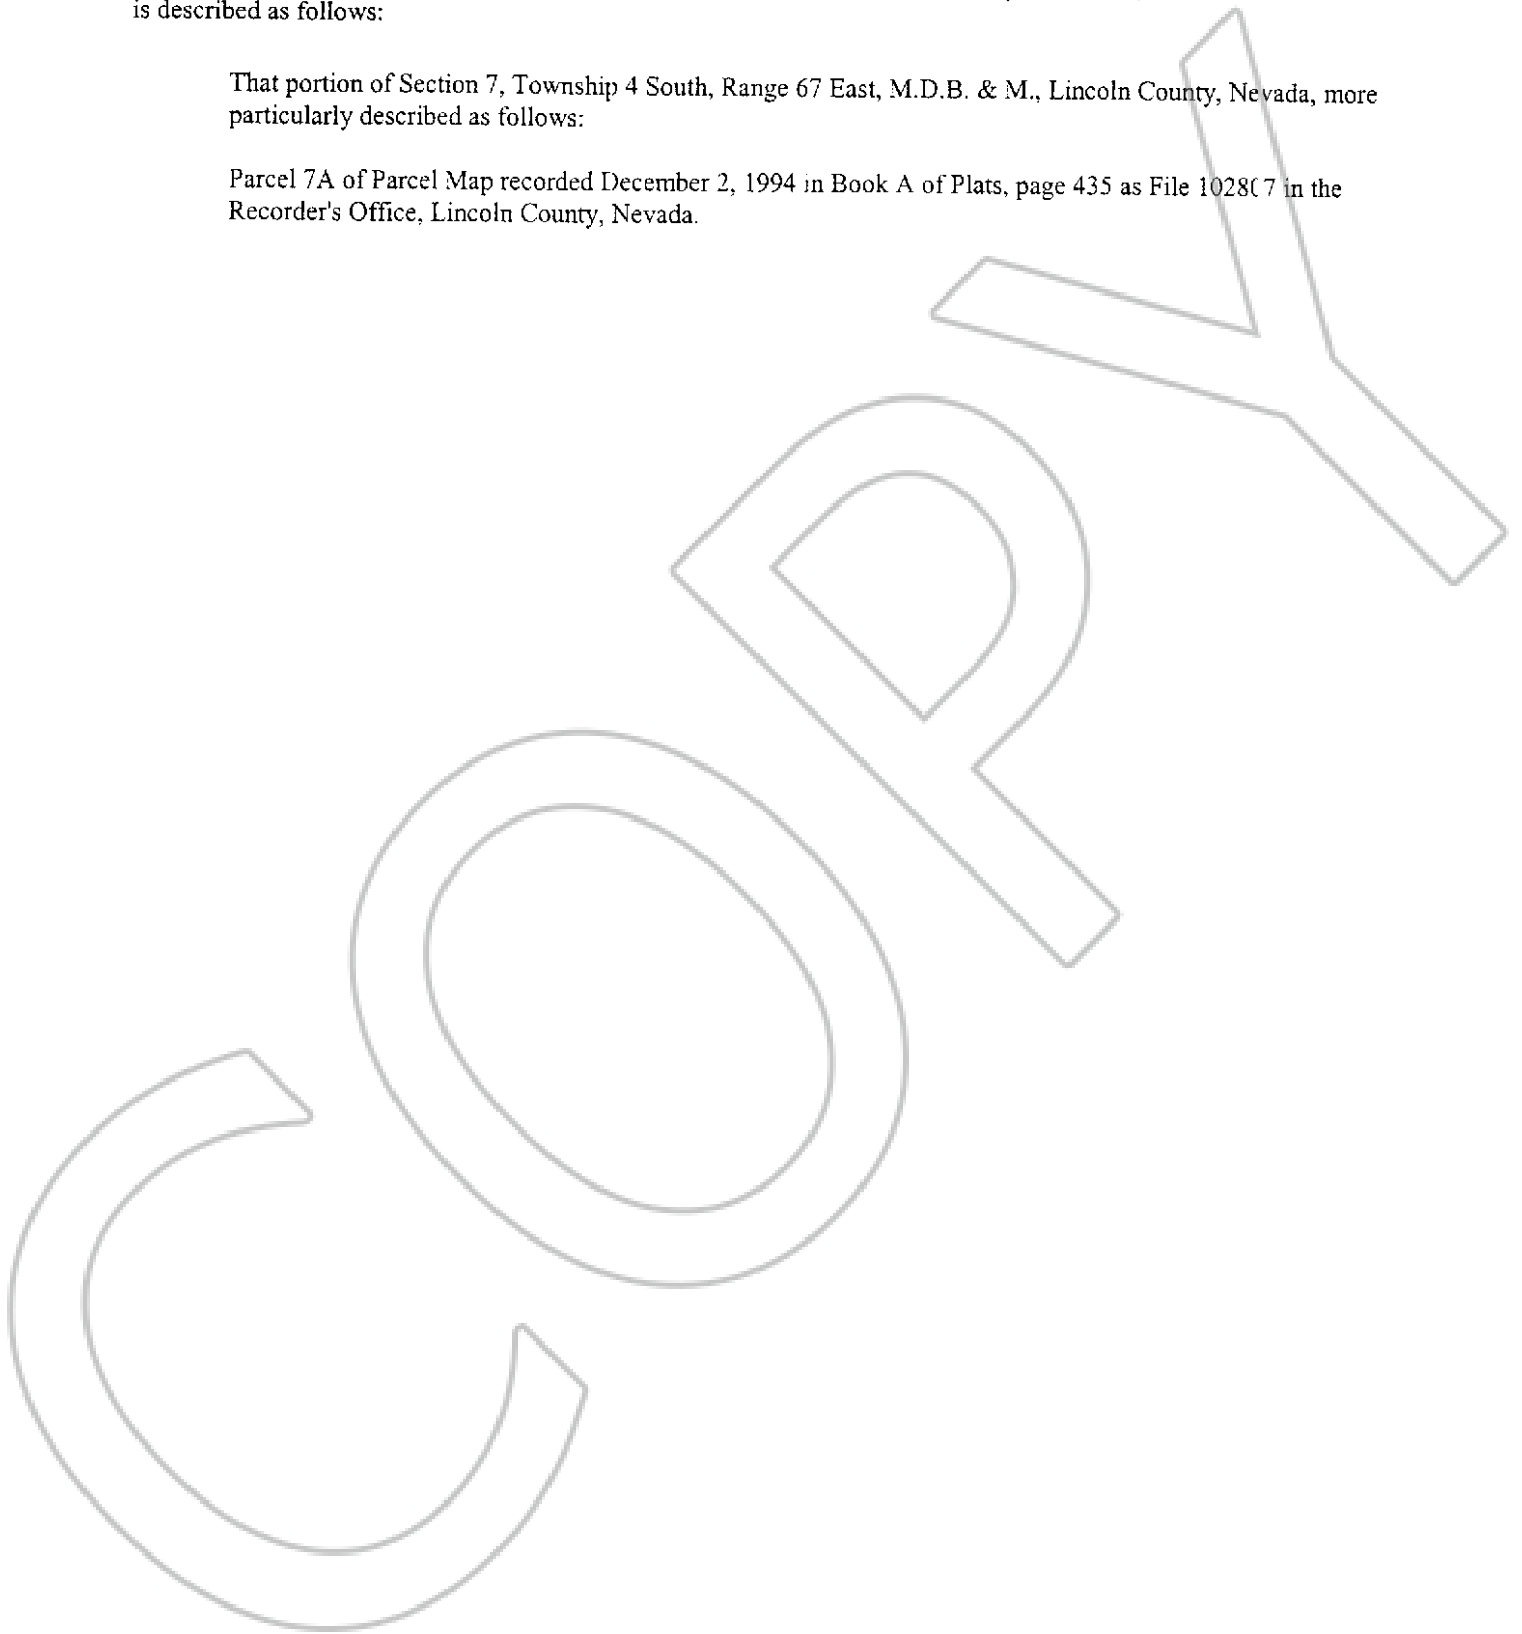 is described as follows:
That portion of Section 7, Township 4 South, Range 67 East, M.D.B. & M., Lincoln County, Nevada, more
particularly described as follows:
Parcel 7A of Parcel Map recorded December 2, 1994 in Book A of Plats, page 435 as File in the
Recorder's Office, Lincoln County, Nevada.
COPY